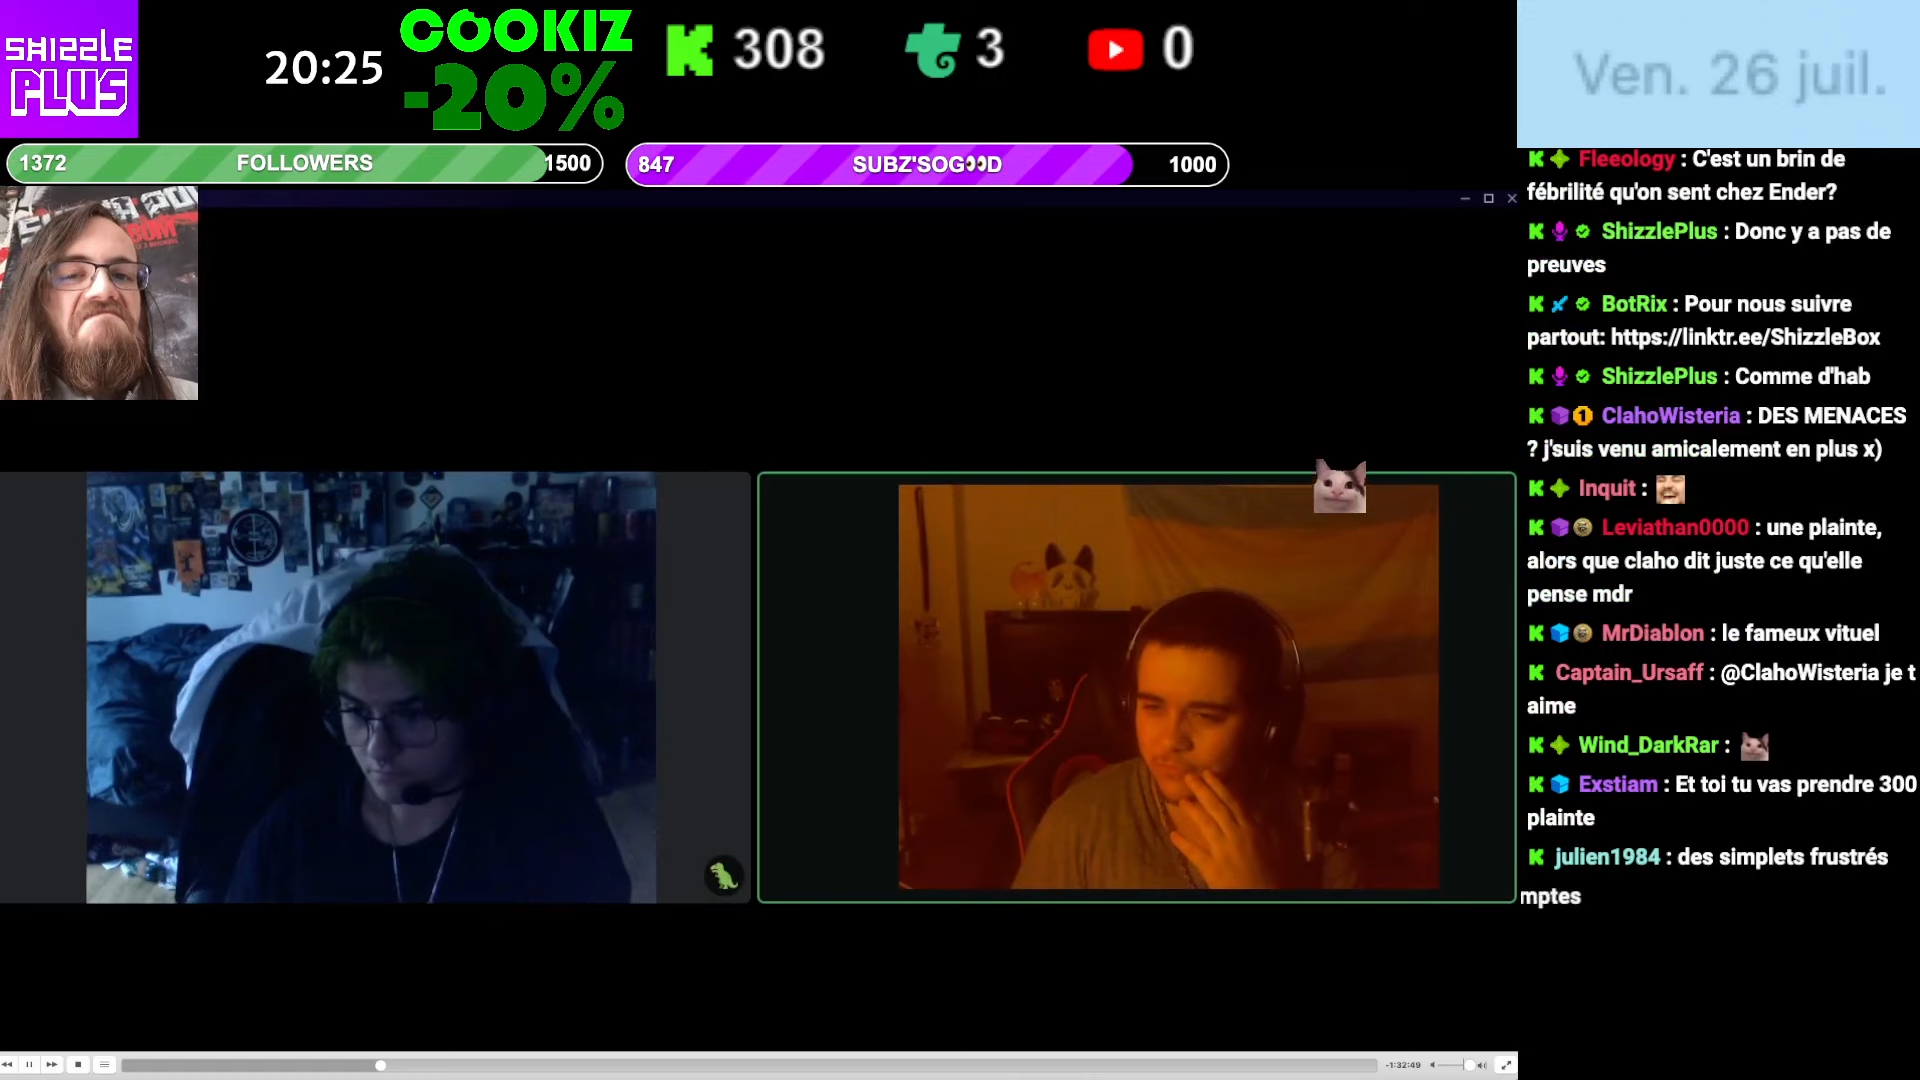 SHIZZLE
PLUS
20:25
COOKIZ
-20%
308
3
0
Ven. 26 juil.
1372 FOLLOWERS 1500
847 SUBZ'SOG👀D 1000
Fleeology : C'est un brin de
fébrilité qu'on sent chez Ender?
ShizzlePlus : Donc y a pas de
preuves
BotRix : Pour nous suivre
partout: https://linktr.ee/ShizzleBox
ShizzlePlus : Comme d'hab
ClahoWisteria : DES MENACES
? j'suis venu amicalement en plus x)
Inquit :
Leviathan0000 : une plainte,
alors que claho dit juste ce qu'elle
pense mdr
MrDiablon : le fameux vituel
Captain_Ursaff : @ClahoWisteria je t
aime
Wind_DarkRar :
Exstiam : Et toi tu vas prendre 300
plainte
julien1984 : des simplets frustrés
mptes
-1:32:49